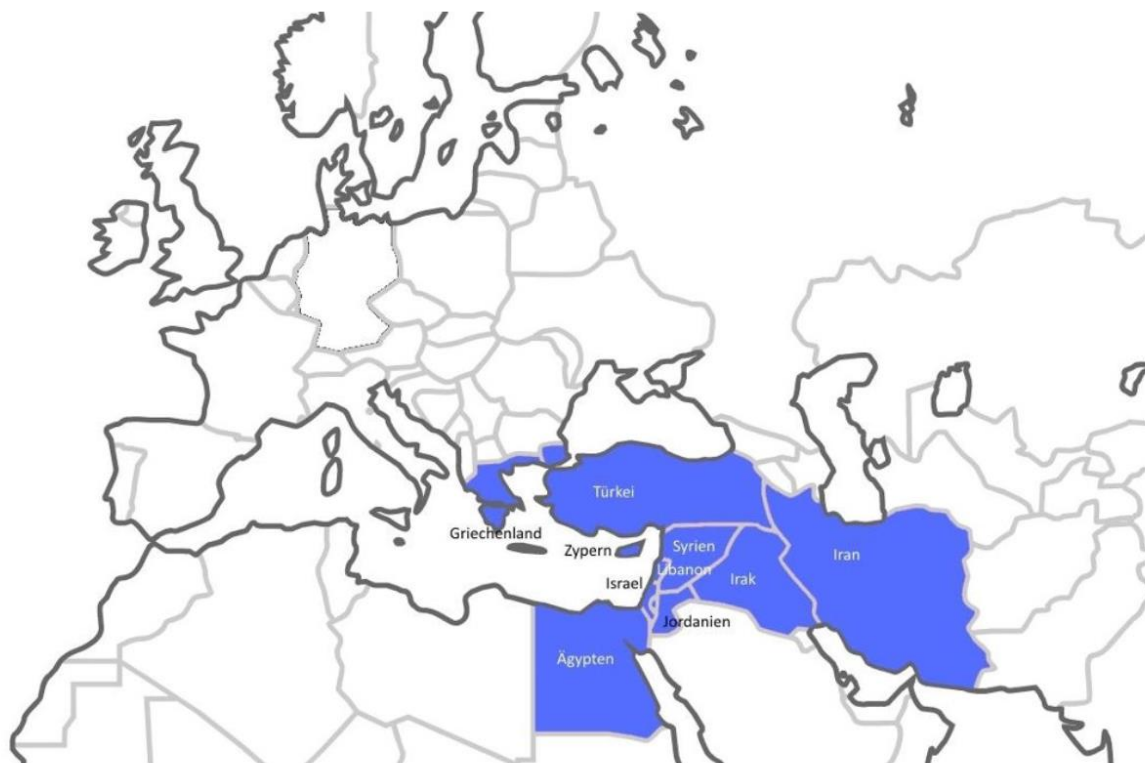 Türkei
Griechenland
Zypern
Syrien
Iran
Libanon
Israel
Irak
Jordanien
Ägypten